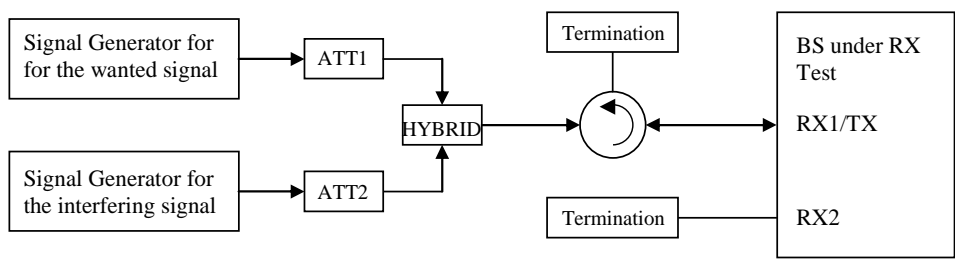 Signal Generator for
for the wanted signal
ATT1
HYBRID
Signal Generator for
the interfering signal
ATT2
Termination
Termination
BS under RX
Test
RX1/TX
RX2